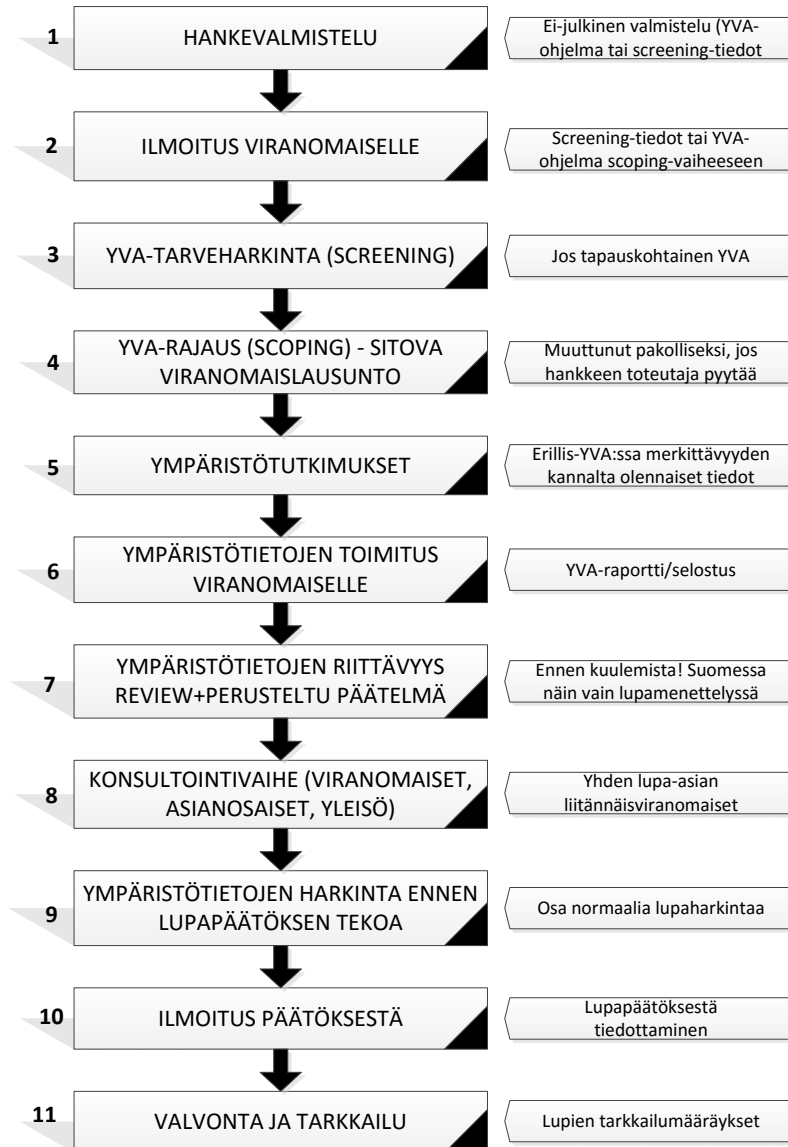 1
HANKEVALMISTELU
Ei-julkinen valmistelu (YVA-
ohjelma tai screening-tiedot
2
ILMOITUS VIRANOMAISELLE
Screening-tiedot tai YVA-
ohjelma scoping-vaiheeseen
3
YVA-TARVEHARKINTA (SCREENING)
Jos tapauskohtainen YVA
4
YVA-RAJAUS (SCOPING) - SITOVA
VIRANOMAISLAUSUNTO
Muuttunut pakolliseksi, jos
hankkeen toteutaja pyytää
5
YMPÄRISTÖTUTKIMUKSET
Erillis-YVA:ssa merkittävyyden
kannalta olennaiset tiedot
6
YMPÄRISTÖTIETOJEN TOIMITUS
VIRANOMAISELLE
YVA-raportti/selostus
7
YMPÄRISTÖTIETOJEN RIITTÄVYYS
REVIEW+PERUSTELTU PÄÄTELMÄ
Ennen kuulemista! Suomessa
näin vain lupamenettelyssä
8
KONSULTOINTIVAIHE (VIRANOMAISET,
ASIANOSAISET, YLEISÖ)
Yhden lupa-asian
liitännäisviranomaiset
9
YMPÄRISTÖTIETOJEN HARKINTA ENNEN
LUPAPÄÄTÖKSEN TEKOA
Osa normaalia lupaharkintaa
10
ILMOITUS PÄÄTÖKSESTÄ
Lupapäätöksestä
tiedottaminen
11
VALVONTA JA TARKKAILU
Lupien tarkkailumääräykset